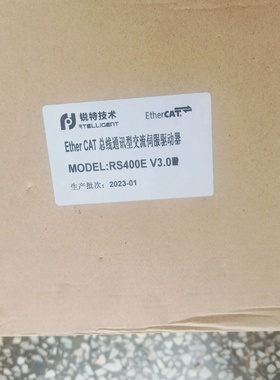 锐特技术
RTELLIGENT
EtherCAT
Ether CAT 总线通讯型交流伺服驱动器
MODEL:RS400E V3.0
生产批次: 2023-01